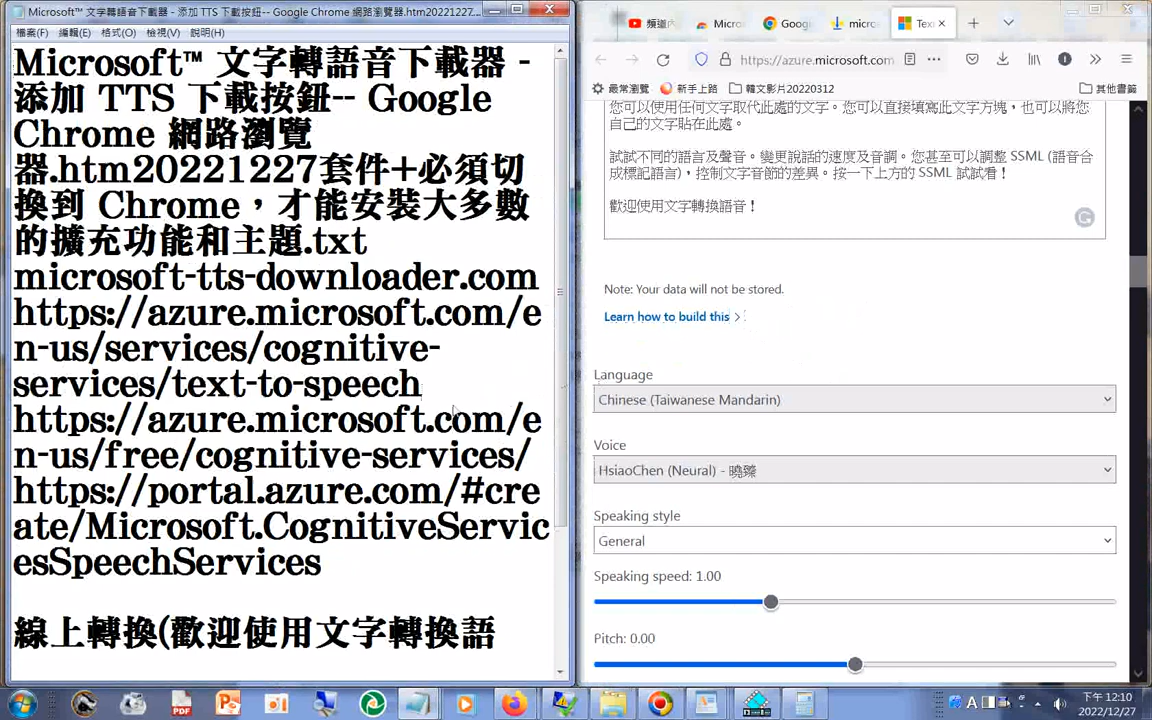 Microsoft™ 文字轉語音下載器 - 添加 TTS 下載按鈕-- Google Chrome 網路瀏覽器.htm20221227...
檔案(F) 編輯(E) 格式(O) 檢視(V) 說明(H)
Microsoft™ 文字轉語音下載器 -
添加 TTS 下載按鈕-- Google
Chrome 網路瀏覽
器.htm20221227套件+必須切
換到 Chrome，才能安裝大多數
的擴充功能和主題.txt
microsoft-tts-downloader.com
https://azure.microsoft.com/e
n-us/services/cognitive-
services/text-to-speech
https://azure.microsoft.com/e
n-us/free/cognitive-services/
https://portal.azure.com/#cre
ate/Microsoft.CognitiveServic
esSpeechServices
線上轉換(歡迎使用文字轉換語
頻道內 Micros Googl micro Tex
https://azure.microsoft.com
最常瀏覽 新手上路 韓文影片20220312 其他書籤
您可以使用任何文字取代此處的文字。您可以直接填寫此文字方塊，也可以將您
自己的文字貼在此處。
試試不同的語言及聲音。變更說話的速度及音調。您甚至可以調整 SSML (語音合
成標記語言)，控制文字音節的差異。按一下上方的 SSML 試試看！
歡迎使用文字轉換語音！
Note: Your data will not be stored.
Learn how to build this
Language
Chinese (Taiwanese Mandarin)
Voice
HsiaoChen (Neural) - 曉臻
Speaking style
General
Speaking speed: 1.00
Pitch: 0.00
PDF
下午 12:10
2022/12/27